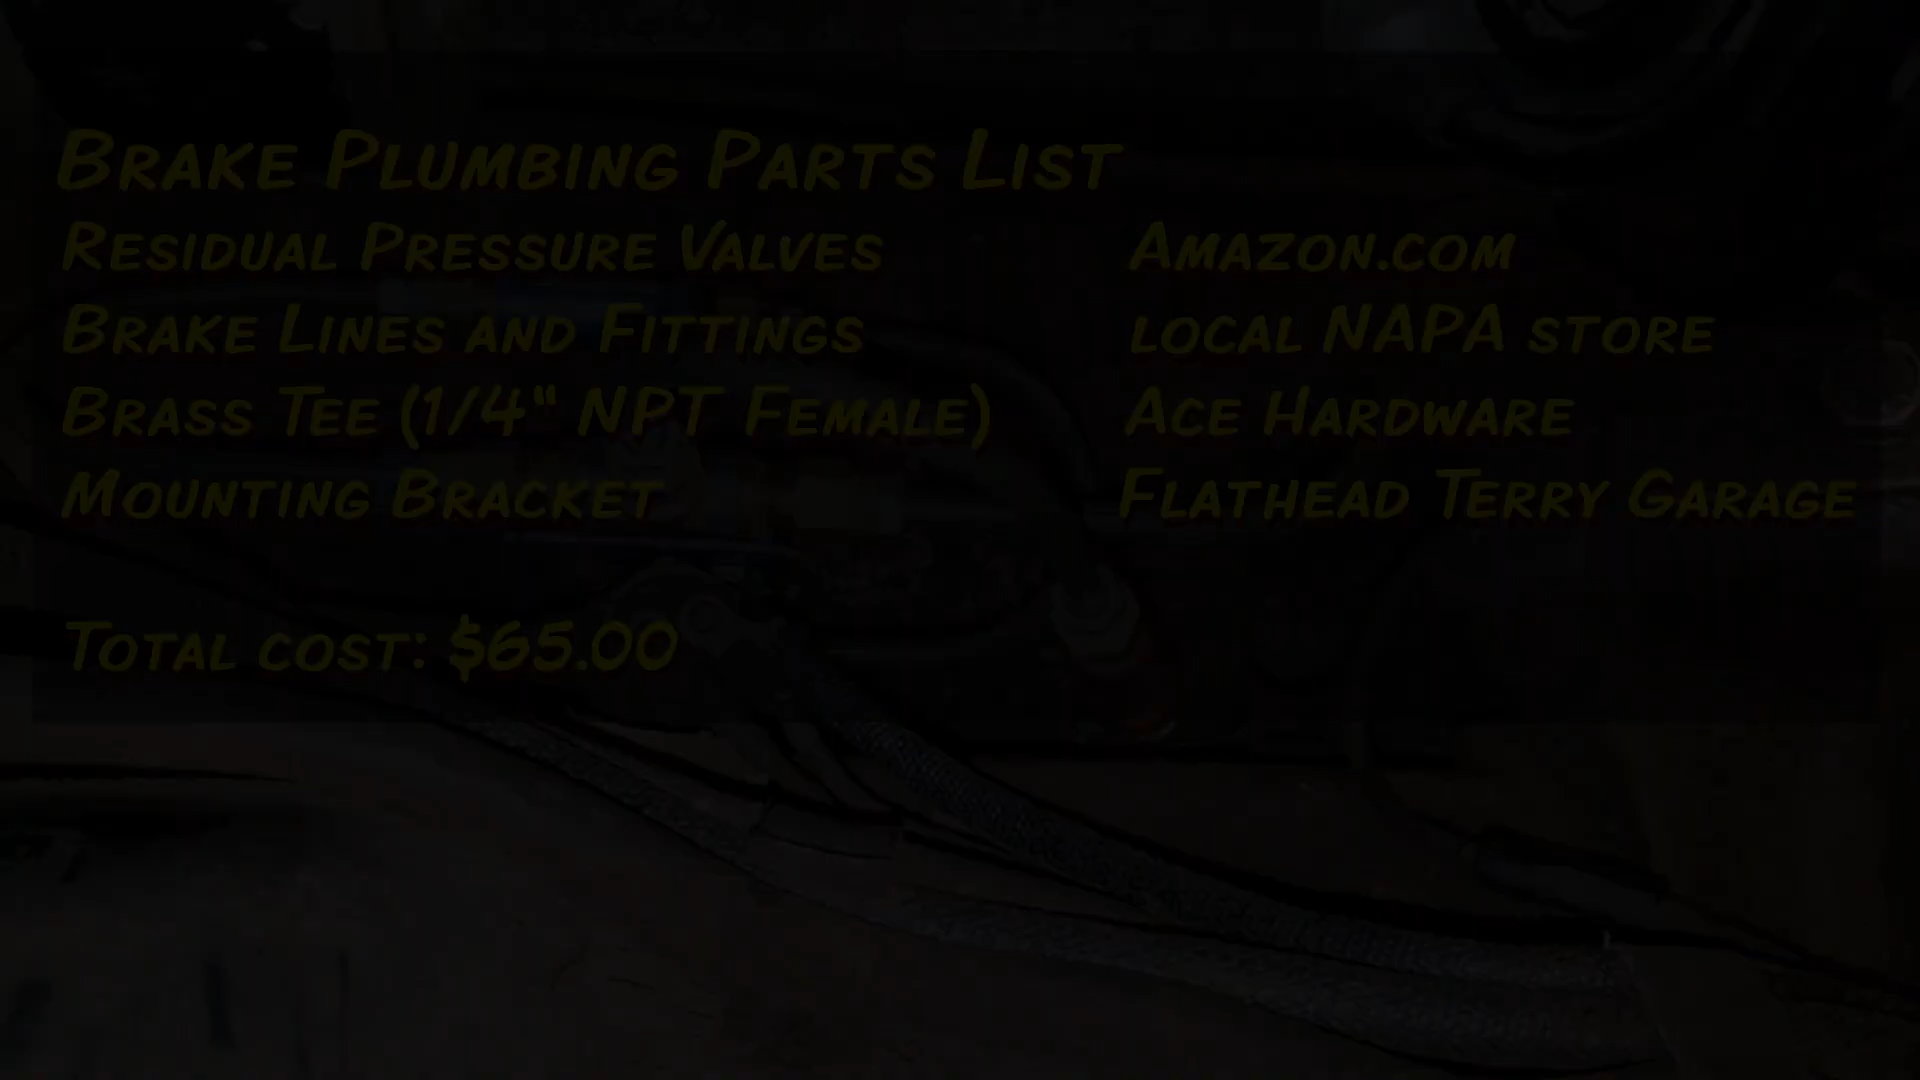 Brake Plumbing Parts List
Residual Pressure Valves Amazon.com
Brake Lines and Fittings local NAPA store
Brass Tee (1/4" NPT Female) Ace Hardware
Mounting Bracket Flathead Terry Garage
Total cost: $65.00